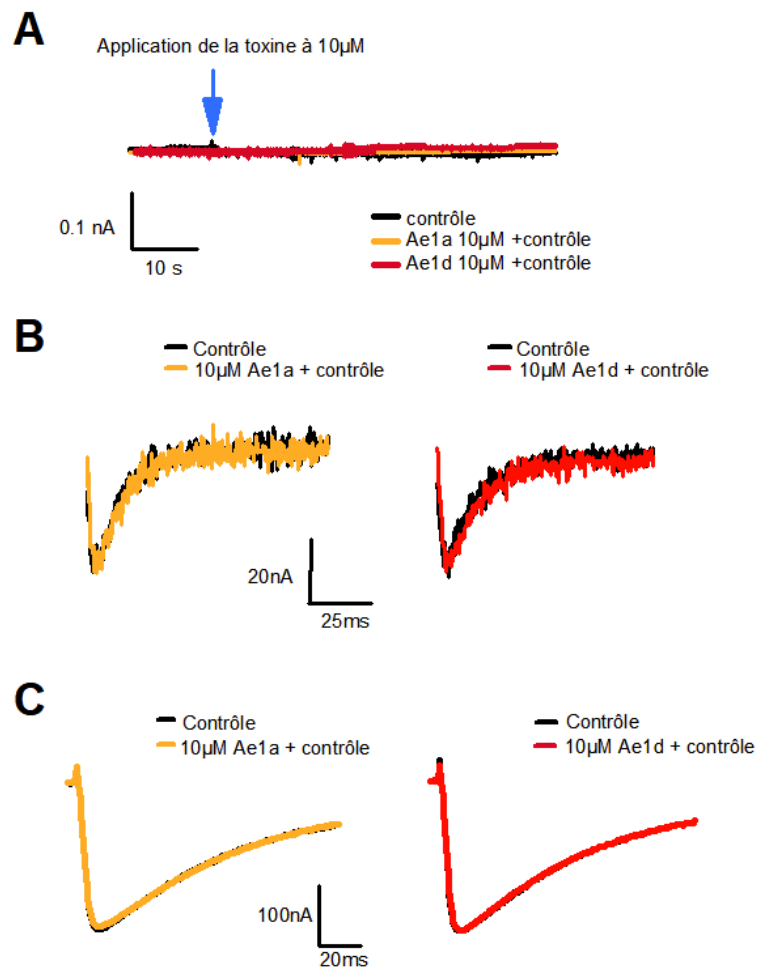 A
Application de la toxine à 10µM
0.1 nA
10 s
contrôle
Ae1a 10µM +contrôle
Ae1d 10µM +contrôle
B
Contrôle
10µM Ae1a + contrôle
Contrôle
10µM Ae1d + contrôle
20nA
25ms
C
Contrôle
10µM Ae1a + contrôle
Contrôle
10µM Ae1d + contrôle
100nA
20ms